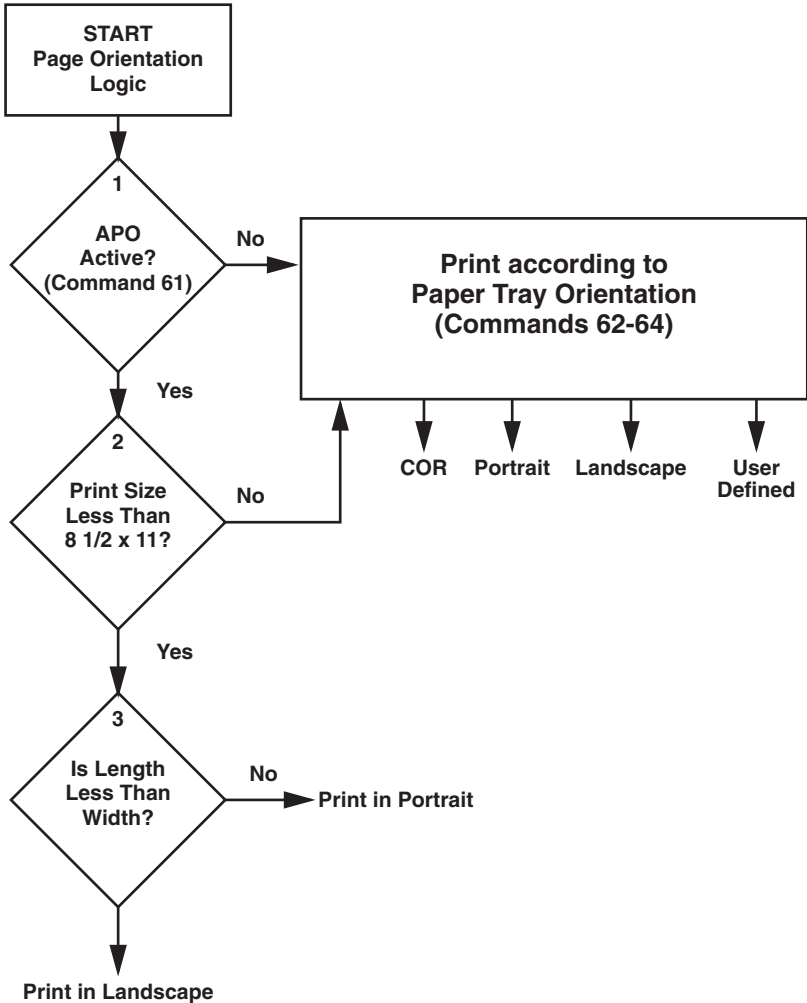 START
Page Orientation
Logic
1
APO
Active?
(Command 61)
No
Print according to
Paper Tray Orientation
(Commands 62-64)
Yes
COR
Portrait
Landscape
User
Defined
2
Print Size
Less Than
8 1/2 x 11?
No
Yes
3
Is Length
Less Than
Width?
No
Print in Portrait
Print in Landscape